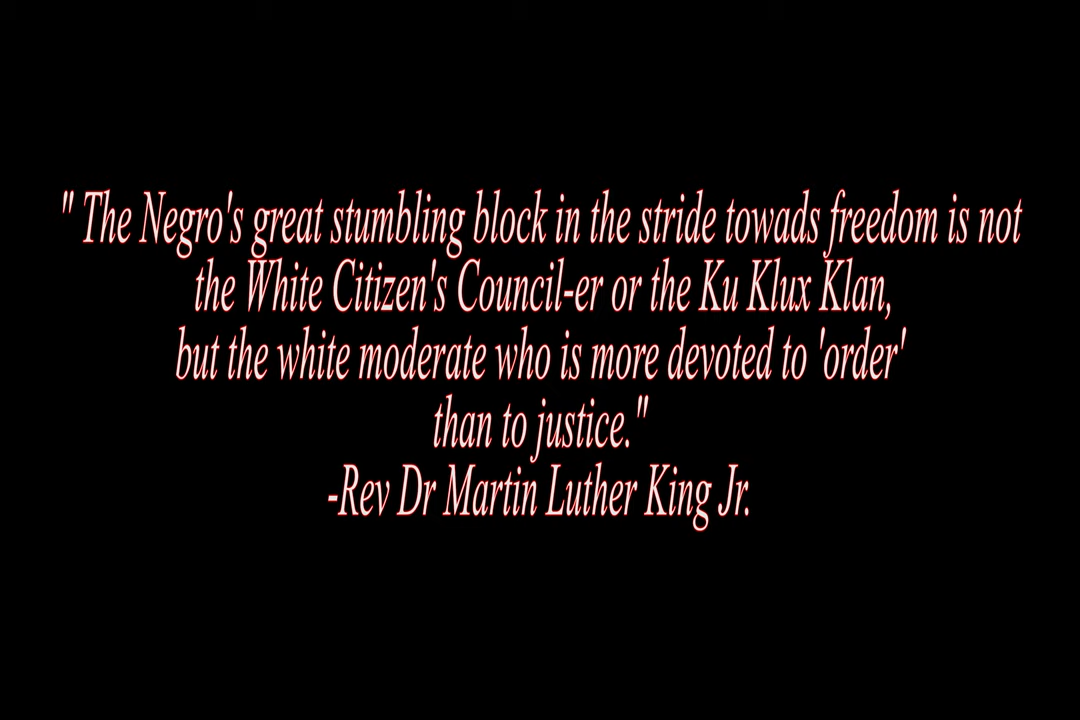 " The Negro's great stumbling block in the stride towads freedom is not
the White Citizen's Council-er or the Ku Klux Klan,
but the white moderate who is more devoted to 'order'
than to justice."
-Rev Dr Martin Luther King Jr.